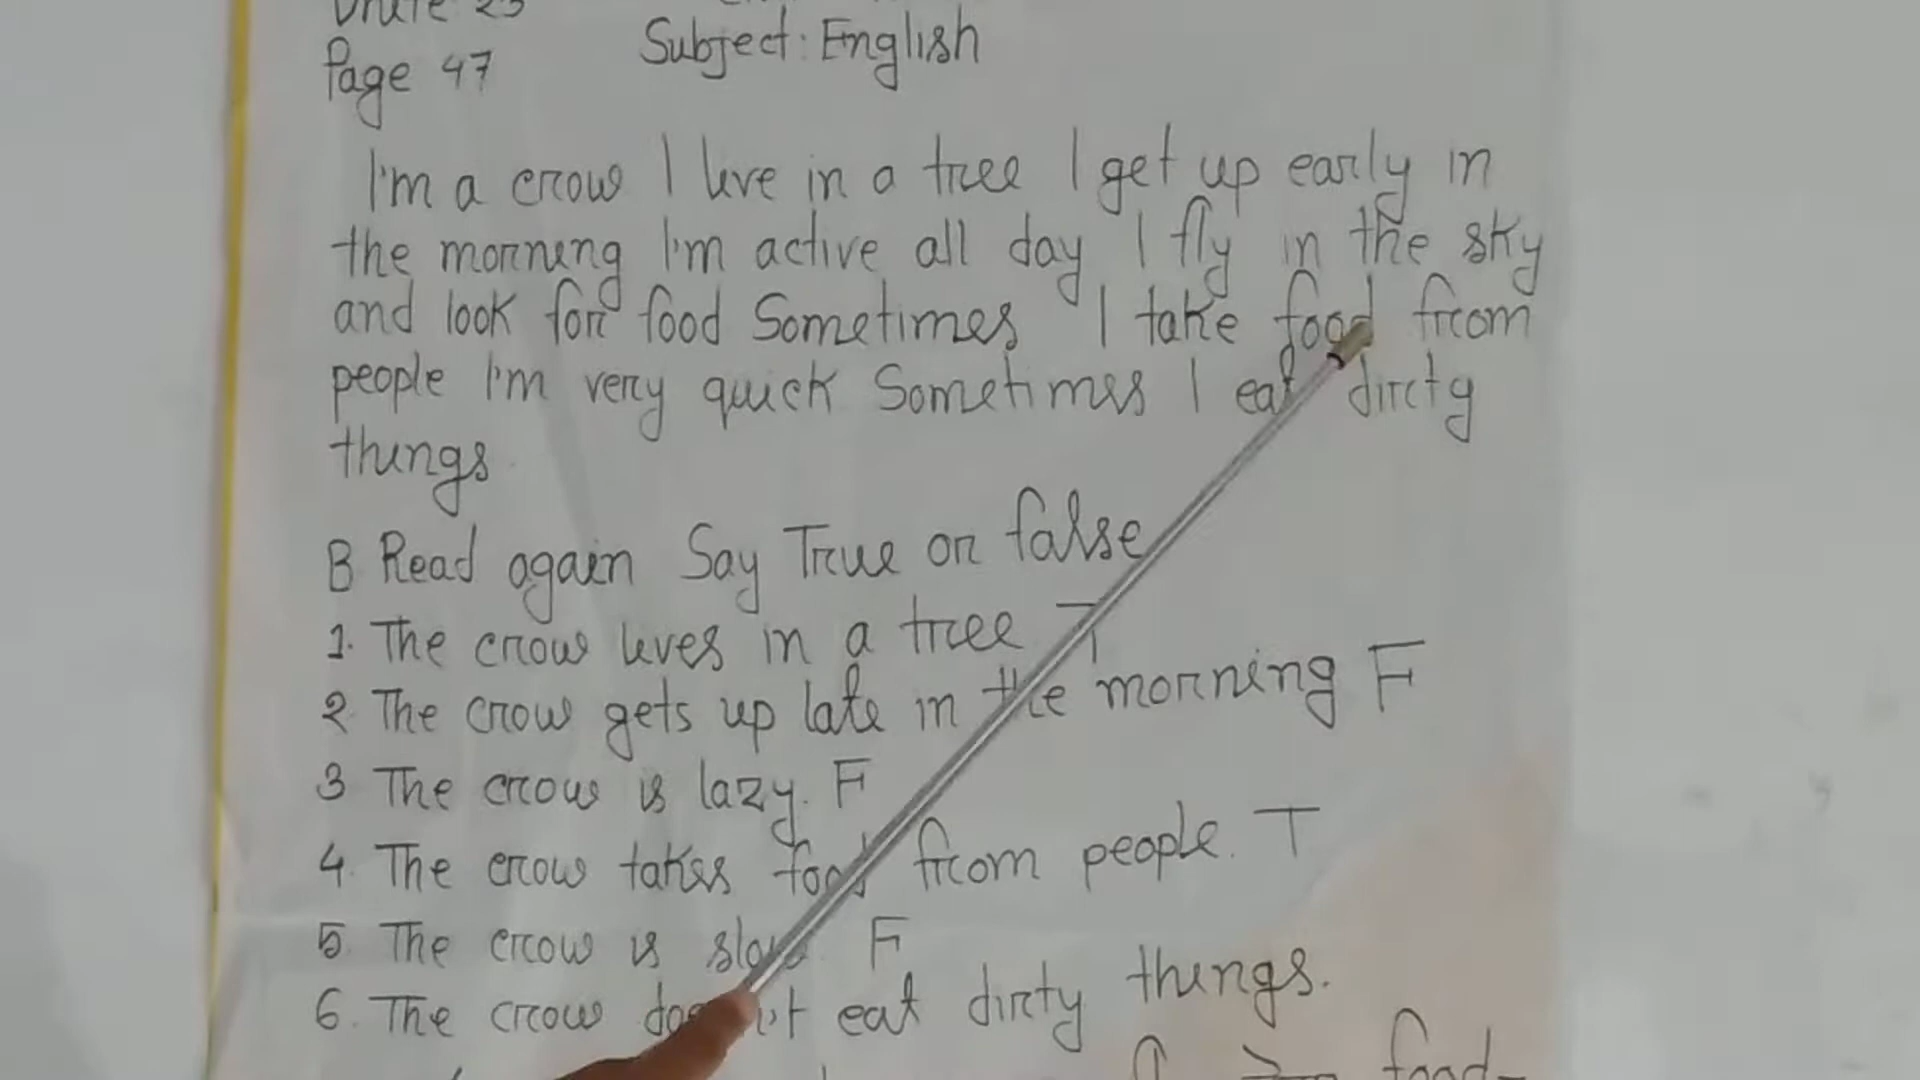 Page 47
Subject: English
I'm a crow I live in a tree I get up early in
the morning I'm active all day I fly in the sky
and look for food Sometimes I take food from
people I'm very quick Sometimes I eat dirty
things
B Read again Say True or false
1. The crow lives in a tree T
2. The crow gets up late in the morning F
3 The crow is lazy. F
4. The crow takes food from people. T
5. The crow is slow F
6. The crow eat dirty things.
food